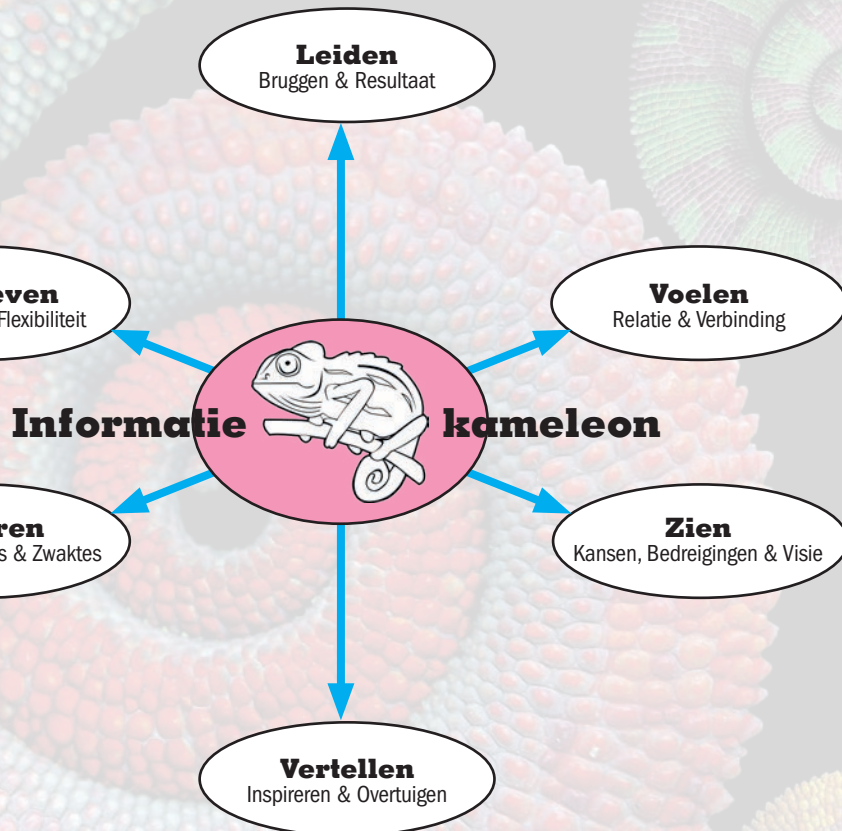 Leiden
Bruggen & Resultaat
even
Flexibiliteit
Voelen
Relatie & Verbinding
Informatie kameleon
ren
s & Zwaktes
Zien
Kansen, Bedreigingen & Visie
Vertellen
Inspireren & Overtuigen